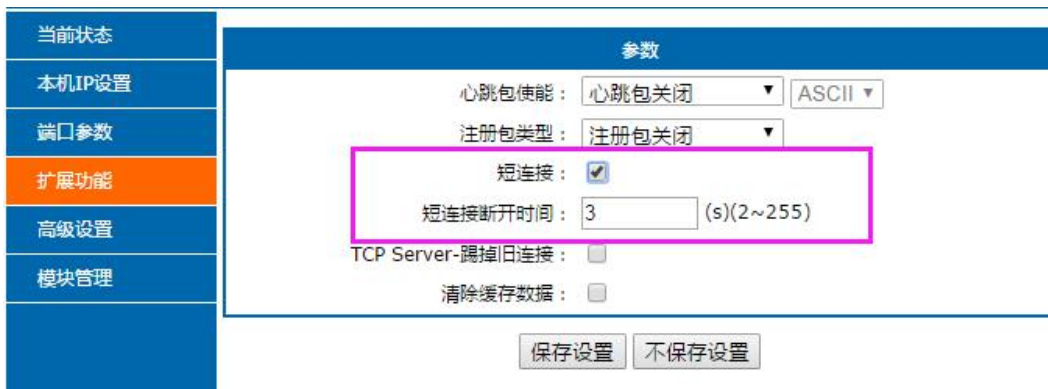 当前状态
本机IP设置
端口参数
扩展功能
高级设置
模块管理
参数
心跳包使能： 心跳包关闭 ASCII
注册包类型： 注册包关闭
短连接：
短连接断开时间： 3 (s)(2~255)
TCP Server-踢掉旧连接：
清除缓存数据：
保存设置 不保存设置